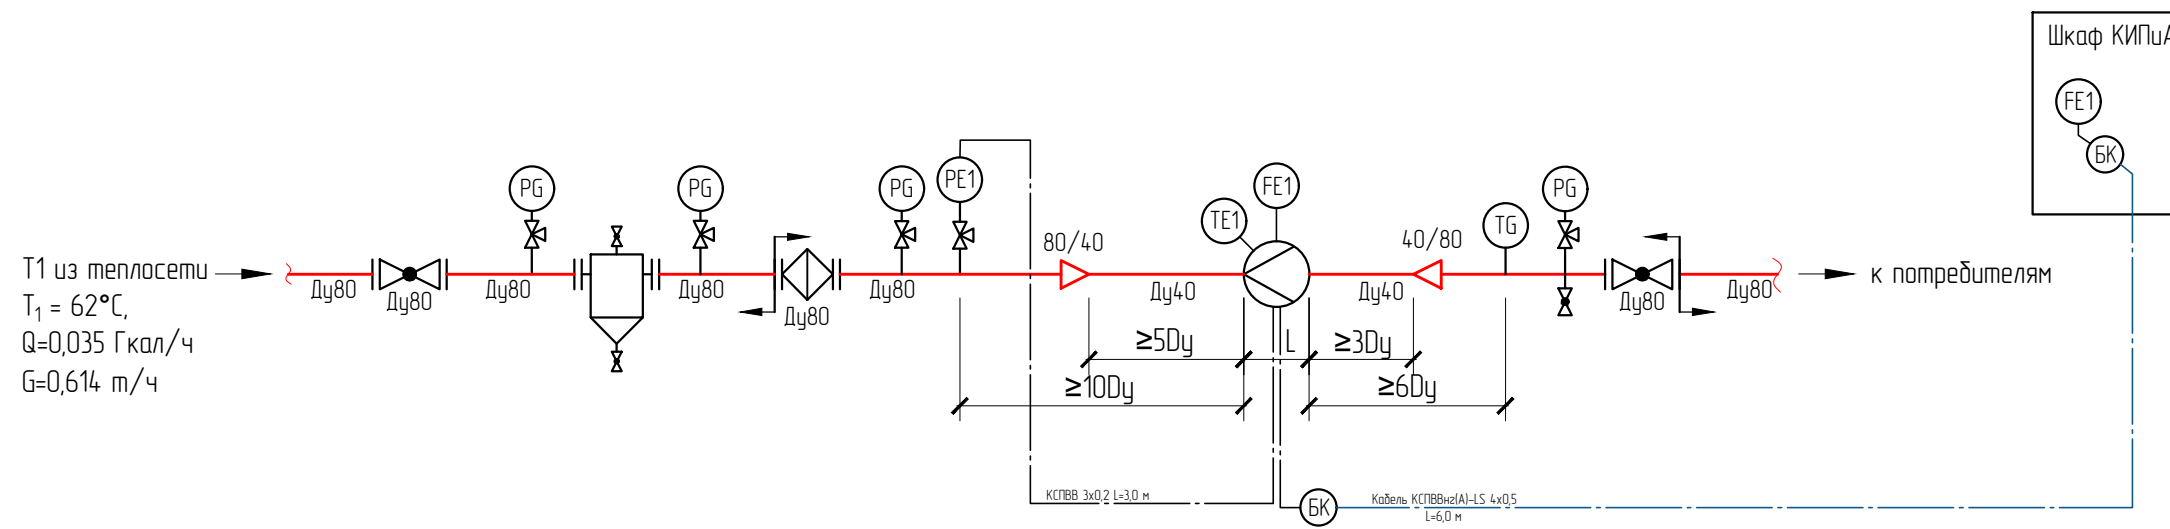 Шкаф КИПиА
FE1
БК
PG
PG
PG
PE1
FE1
TE1
PG
TG
80/40
40/80
Т1 из теплосети
T₁ = 62°C,
Q=0,035 Гкал/ч
G=0,614 т/ч
Ду80
Ду80
Ду80
Ду80
Ду80
Ду80
Ду40
Ду40
Ду80
Ду80
к потребителям
≥5Dу
L
≥3Dу
≥10Dу
≥6Dу
КСПВВ 3х0,2 L=3,0 м
БК
Кабель КСПВВнг(А)-LS 4х0,5
L=6,0 м